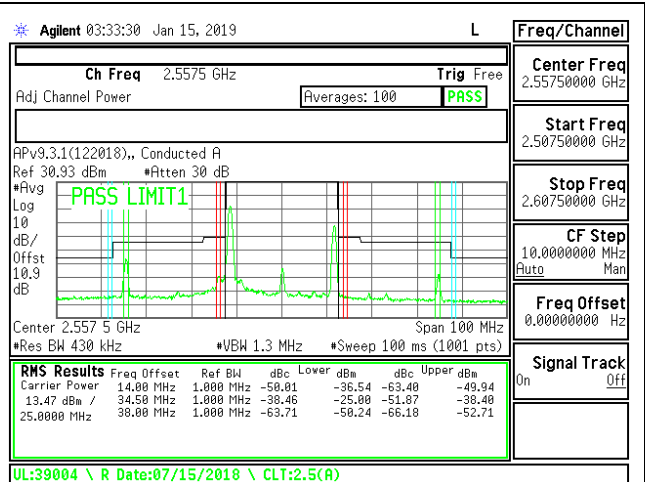 Agilent 03:33:30 Jan 15, 2019 L
Freq/Channel
Ch Freq 2.5575 GHz Trig Free
Adj Channel Power Averages: 100 PASS
APv9.3.1(122018),, Conducted A
Ref 30.93 dBm #Atten 30 dB
#Avg
Log
10
dB/
Offst
10.9
dB
PASS LIMIT1
Center 2.557 5 GHz Span 100 MHz
#Res BW 430 kHz #VBW 1.3 MHz #Sweep 100 ms (1001 pts)
RMS Results Freq Offset Ref BW dBc Lower dBm dBc Upper dBm
Carrier Power 14.00 MHz 1.000 MHz -50.01 -36.54 -63.40 -49.94
13.47 dBm / 34.50 MHz 1.000 MHz -38.46 -25.00 -51.87 -38.40
25.0000 MHz 38.00 MHz 1.000 MHz -63.71 -50.24 -66.18 -52.71
UL:39004 \ R Date:07/15/2018 \ CLT:2.5(A)
Center Freq
2.55750000 GHz
Start Freq
2.50750000 GHz
Stop Freq
2.60750000 GHz
CF Step
10.0000000 MHz
Auto Man
Freq Offset
0.00000000 Hz
Signal Track
On Off